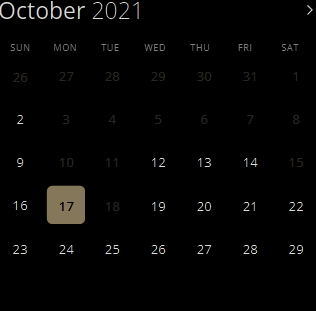 October 2021
SUN MON TUE WED THU FRI SAT
26 27 28 29 30 31 1
2 3 4 5 6 7 8
9 10 11 12 13 14 15
16 17 18 19 20 21 22
23 24 25 26 27 28 29